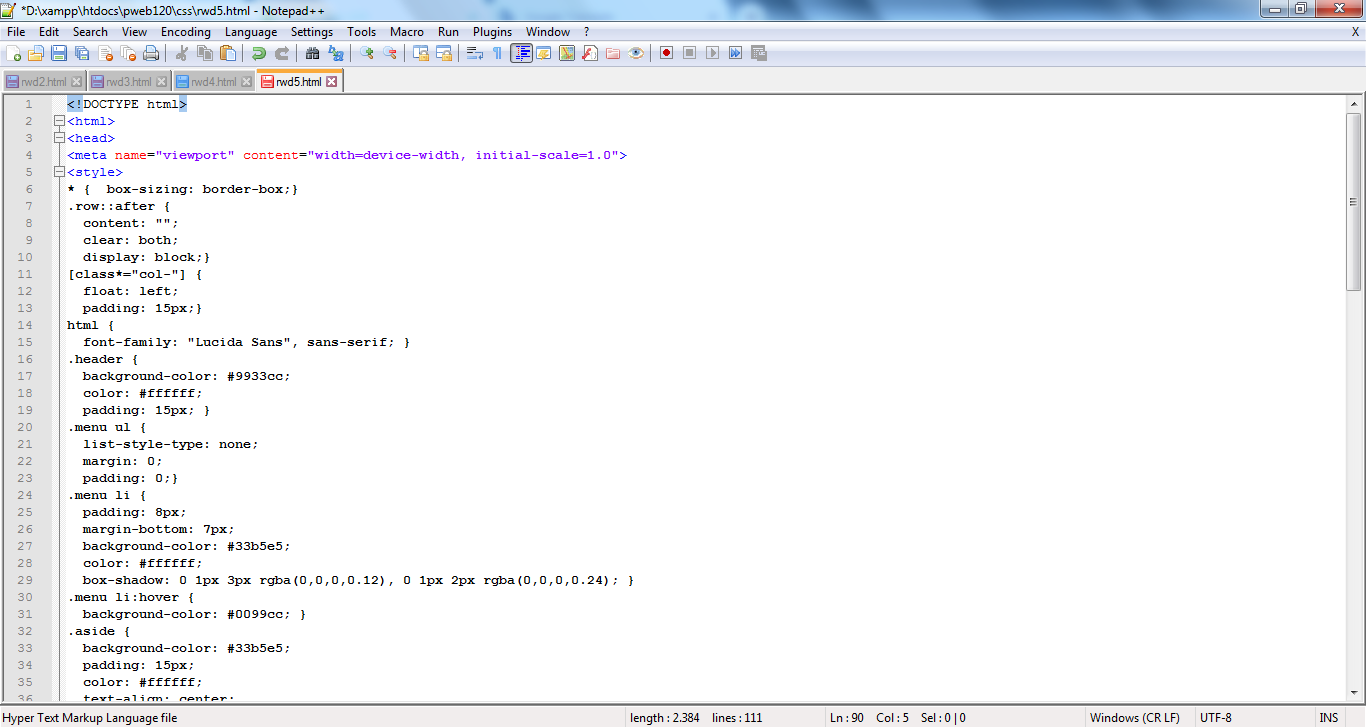 *D:\xampp\htdocs\pweb120\css\rwd5.html - Notepad++
File Edit Search View Encoding Language Settings Tools Macro Run Plugins Window ? X
rwd2.html rwd3.html rwd4.html rwd5.html
1 <!DOCTYPE html>
2 <html>
3 <head>
4 <meta name="viewport" content="width=device-width, initial-scale=1.0">
5 <style>
6 * {  box-sizing: border-box;}
7 .row::after {
8   content: "";
9   clear: both;
10   display: block;}
11 [class*="col-"] {
12   float: left;
13   padding: 15px;}
14 html {
15   font-family: "Lucida Sans", sans-serif; }
16 .header {
17   background-color: #9933cc;
18   color: #ffffff;
19   padding: 15px; }
20 .menu ul {
21   list-style-type: none;
22   margin: 0;
23   padding: 0;}
24 .menu li {
25   padding: 8px;
26   margin-bottom: 7px;
27   background-color: #33b5e5;
28   color: #ffffff;
29   box-shadow: 0 1px 3px rgba(0,0,0,0.12), 0 1px 2px rgba(0,0,0,0.24); }
30 .menu li:hover {
31   background-color: #0099cc; }
32 .aside {
33   background-color: #33b5e5;
34   padding: 15px;
35   color: #ffffff;
36   text-align: center;
Hyper Text Markup Language file length : 2.384 lines : 111 Ln : 90 Col : 5 Sel : 0 | 0 Windows (CR LF) UTF-8 INS